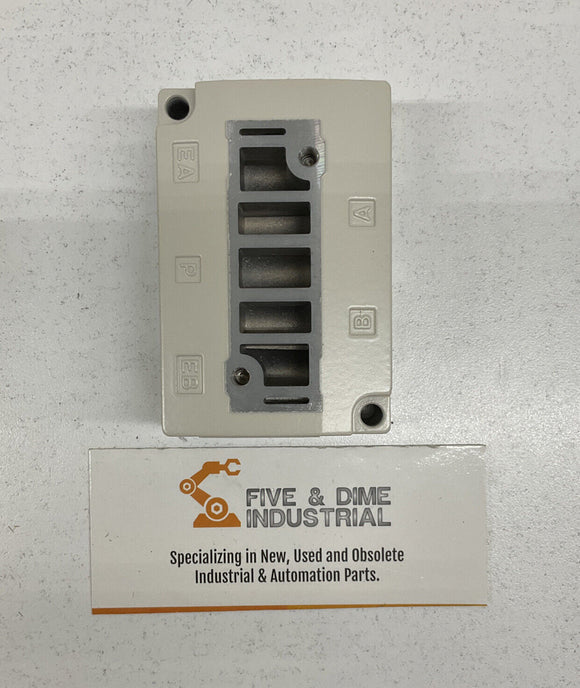 EA
P
EB
A
B
FIVE & DIME
INDUSTRIAL
Specializing in New, Used and Obsolete
Industrial & Automation Parts.